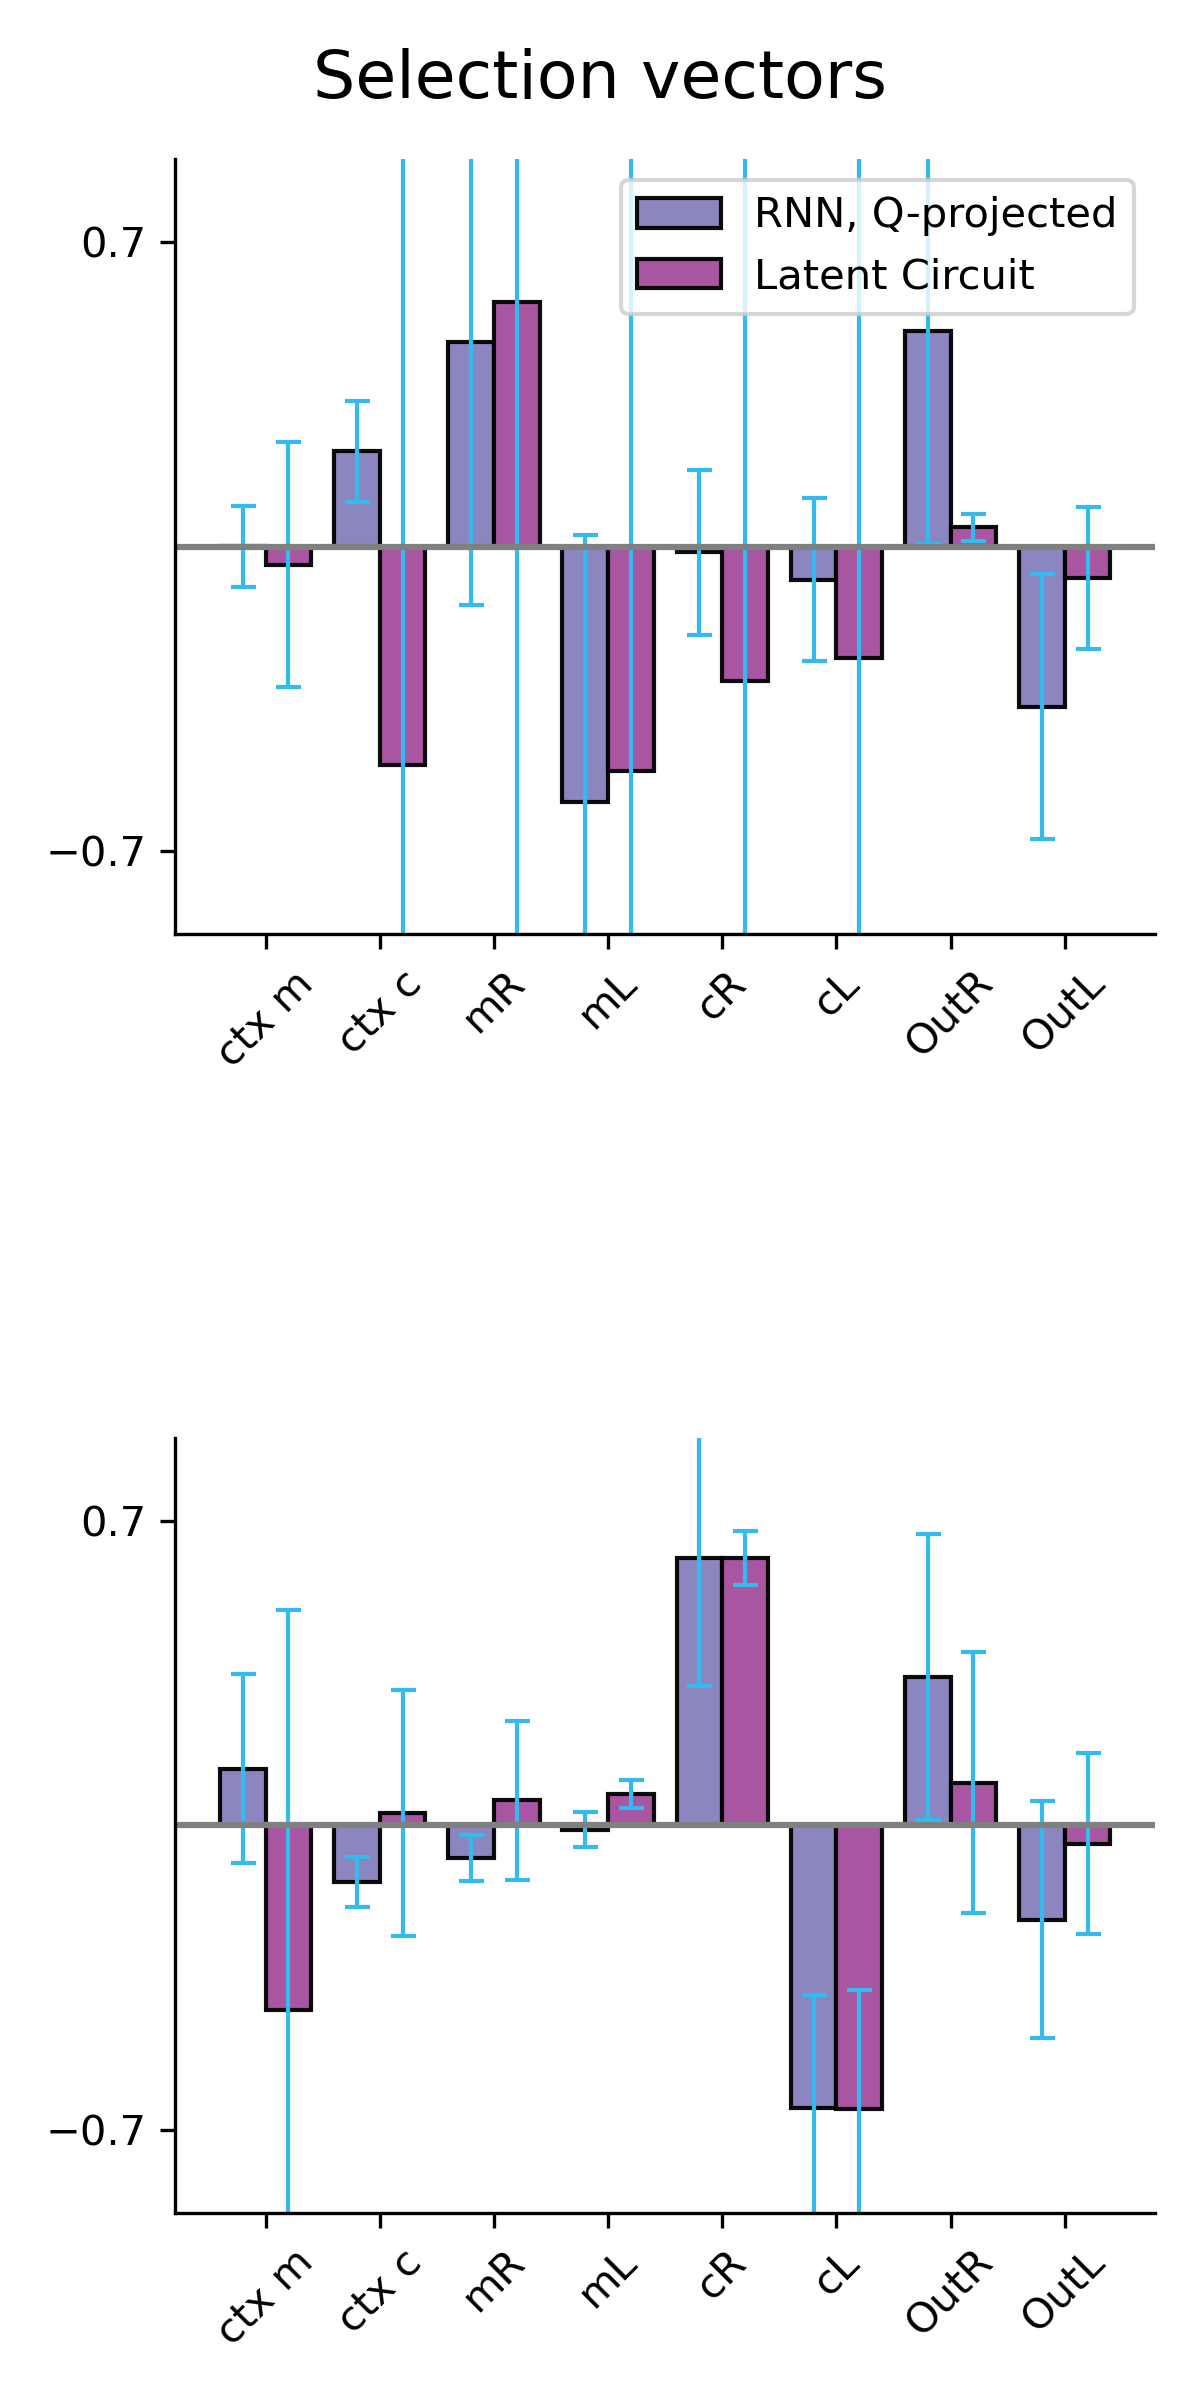 Selection vectors
RNN, Q-projected
Latent Circuit
0.7
−0.7
ctx m
ctx c
mR
mL
cR
cL
OutR
OutL
0.7
−0.7
ctx m
ctx c
mR
mL
cR
cL
OutR
OutL